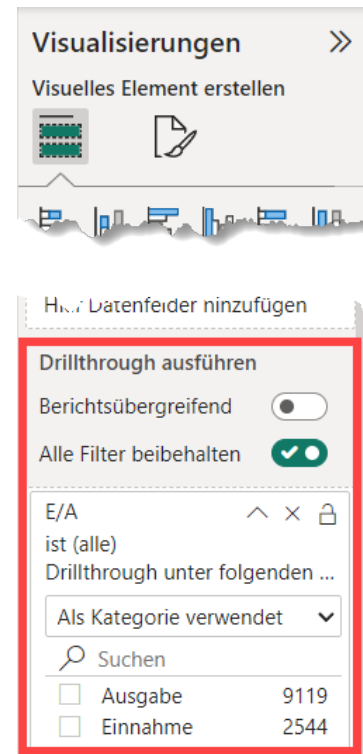 Visualisierungen
Visuelles Element erstellen
Datenfelder hinzufügen
Drillthrough ausführen
Berichtsübergreifend
Alle Filter beibehalten
E/A
ist (alle)
Drillthrough unter folgenden ...
Als Kategorie verwendet
Suchen
Ausgabe 9119
Einnahme 2544